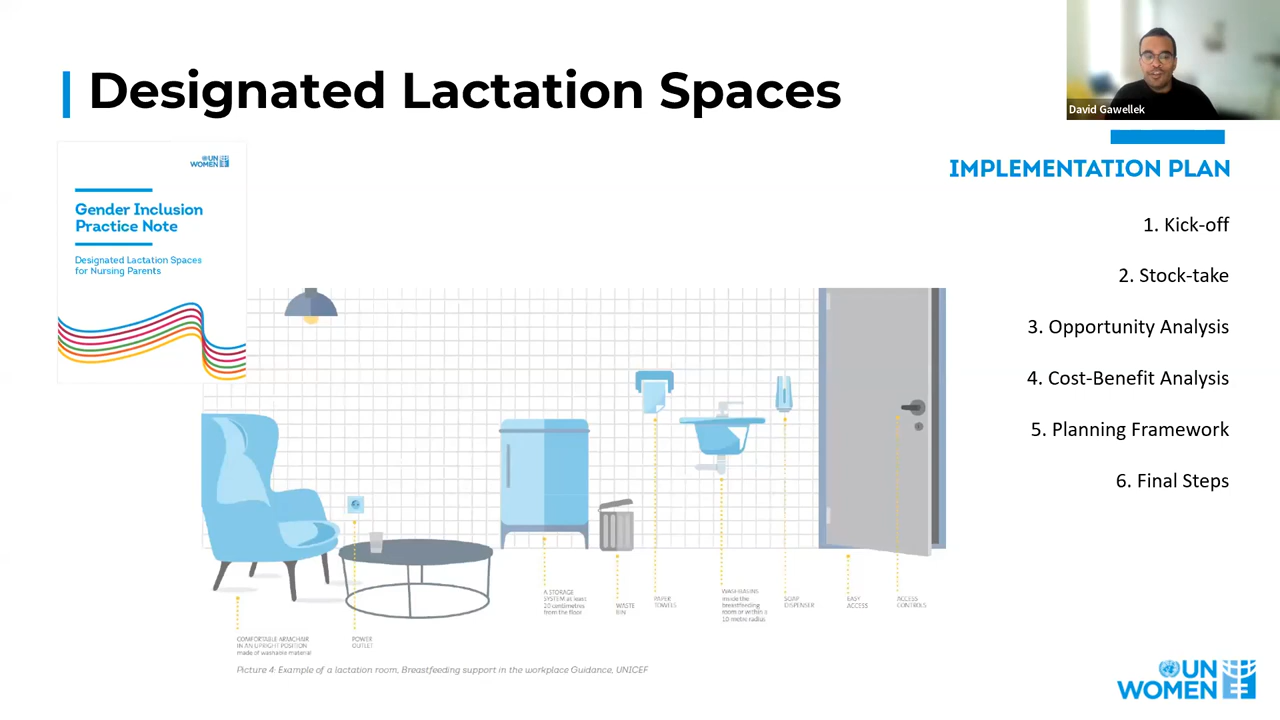 Designated Lactation Spaces
David Gawellek
UN
WOMEN
Gender Inclusion
Practice Note
Designated Lactation Spaces
for Nursing Parents
IMPLEMENTATION PLAN
1. Kick-off
2. Stock-take
3. Opportunity Analysis
4. Cost-Benefit Analysis
5. Planning Framework
6. Final Steps
COMFORTABLE ARMCHAIR
IN AN UPRIGHT POSITION
made of washable material
POWER
OUTLET
A STORAGE
SYSTEM at least
20 centimetres
from the floor
WASTE
BIN
PAPER
TOWELS
WASH-BASINS
inside the
breastfeeding
room or within a
10 metre radius
SOAP
DISPENSER
EASY
ACCESS
ACCESS
CONTROLS
Picture 4: Example of a lactation room, Breastfeeding support in the workplace Guidance, UNICEF
UN
WOMEN